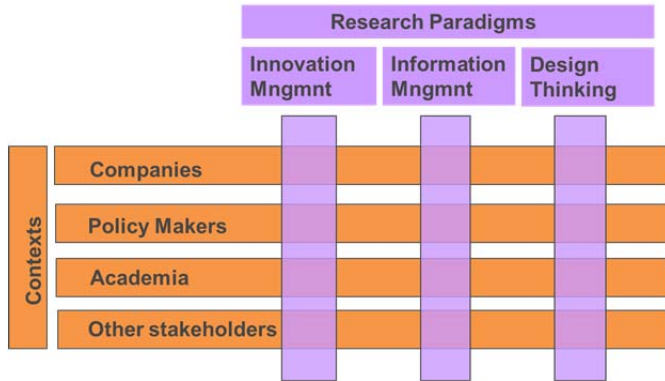 Research Paradigms
Innovation Mngmnt
Information Mngmnt
Design Thinking
Contexts
Companies
Policy Makers
Academia
Other stakeholders